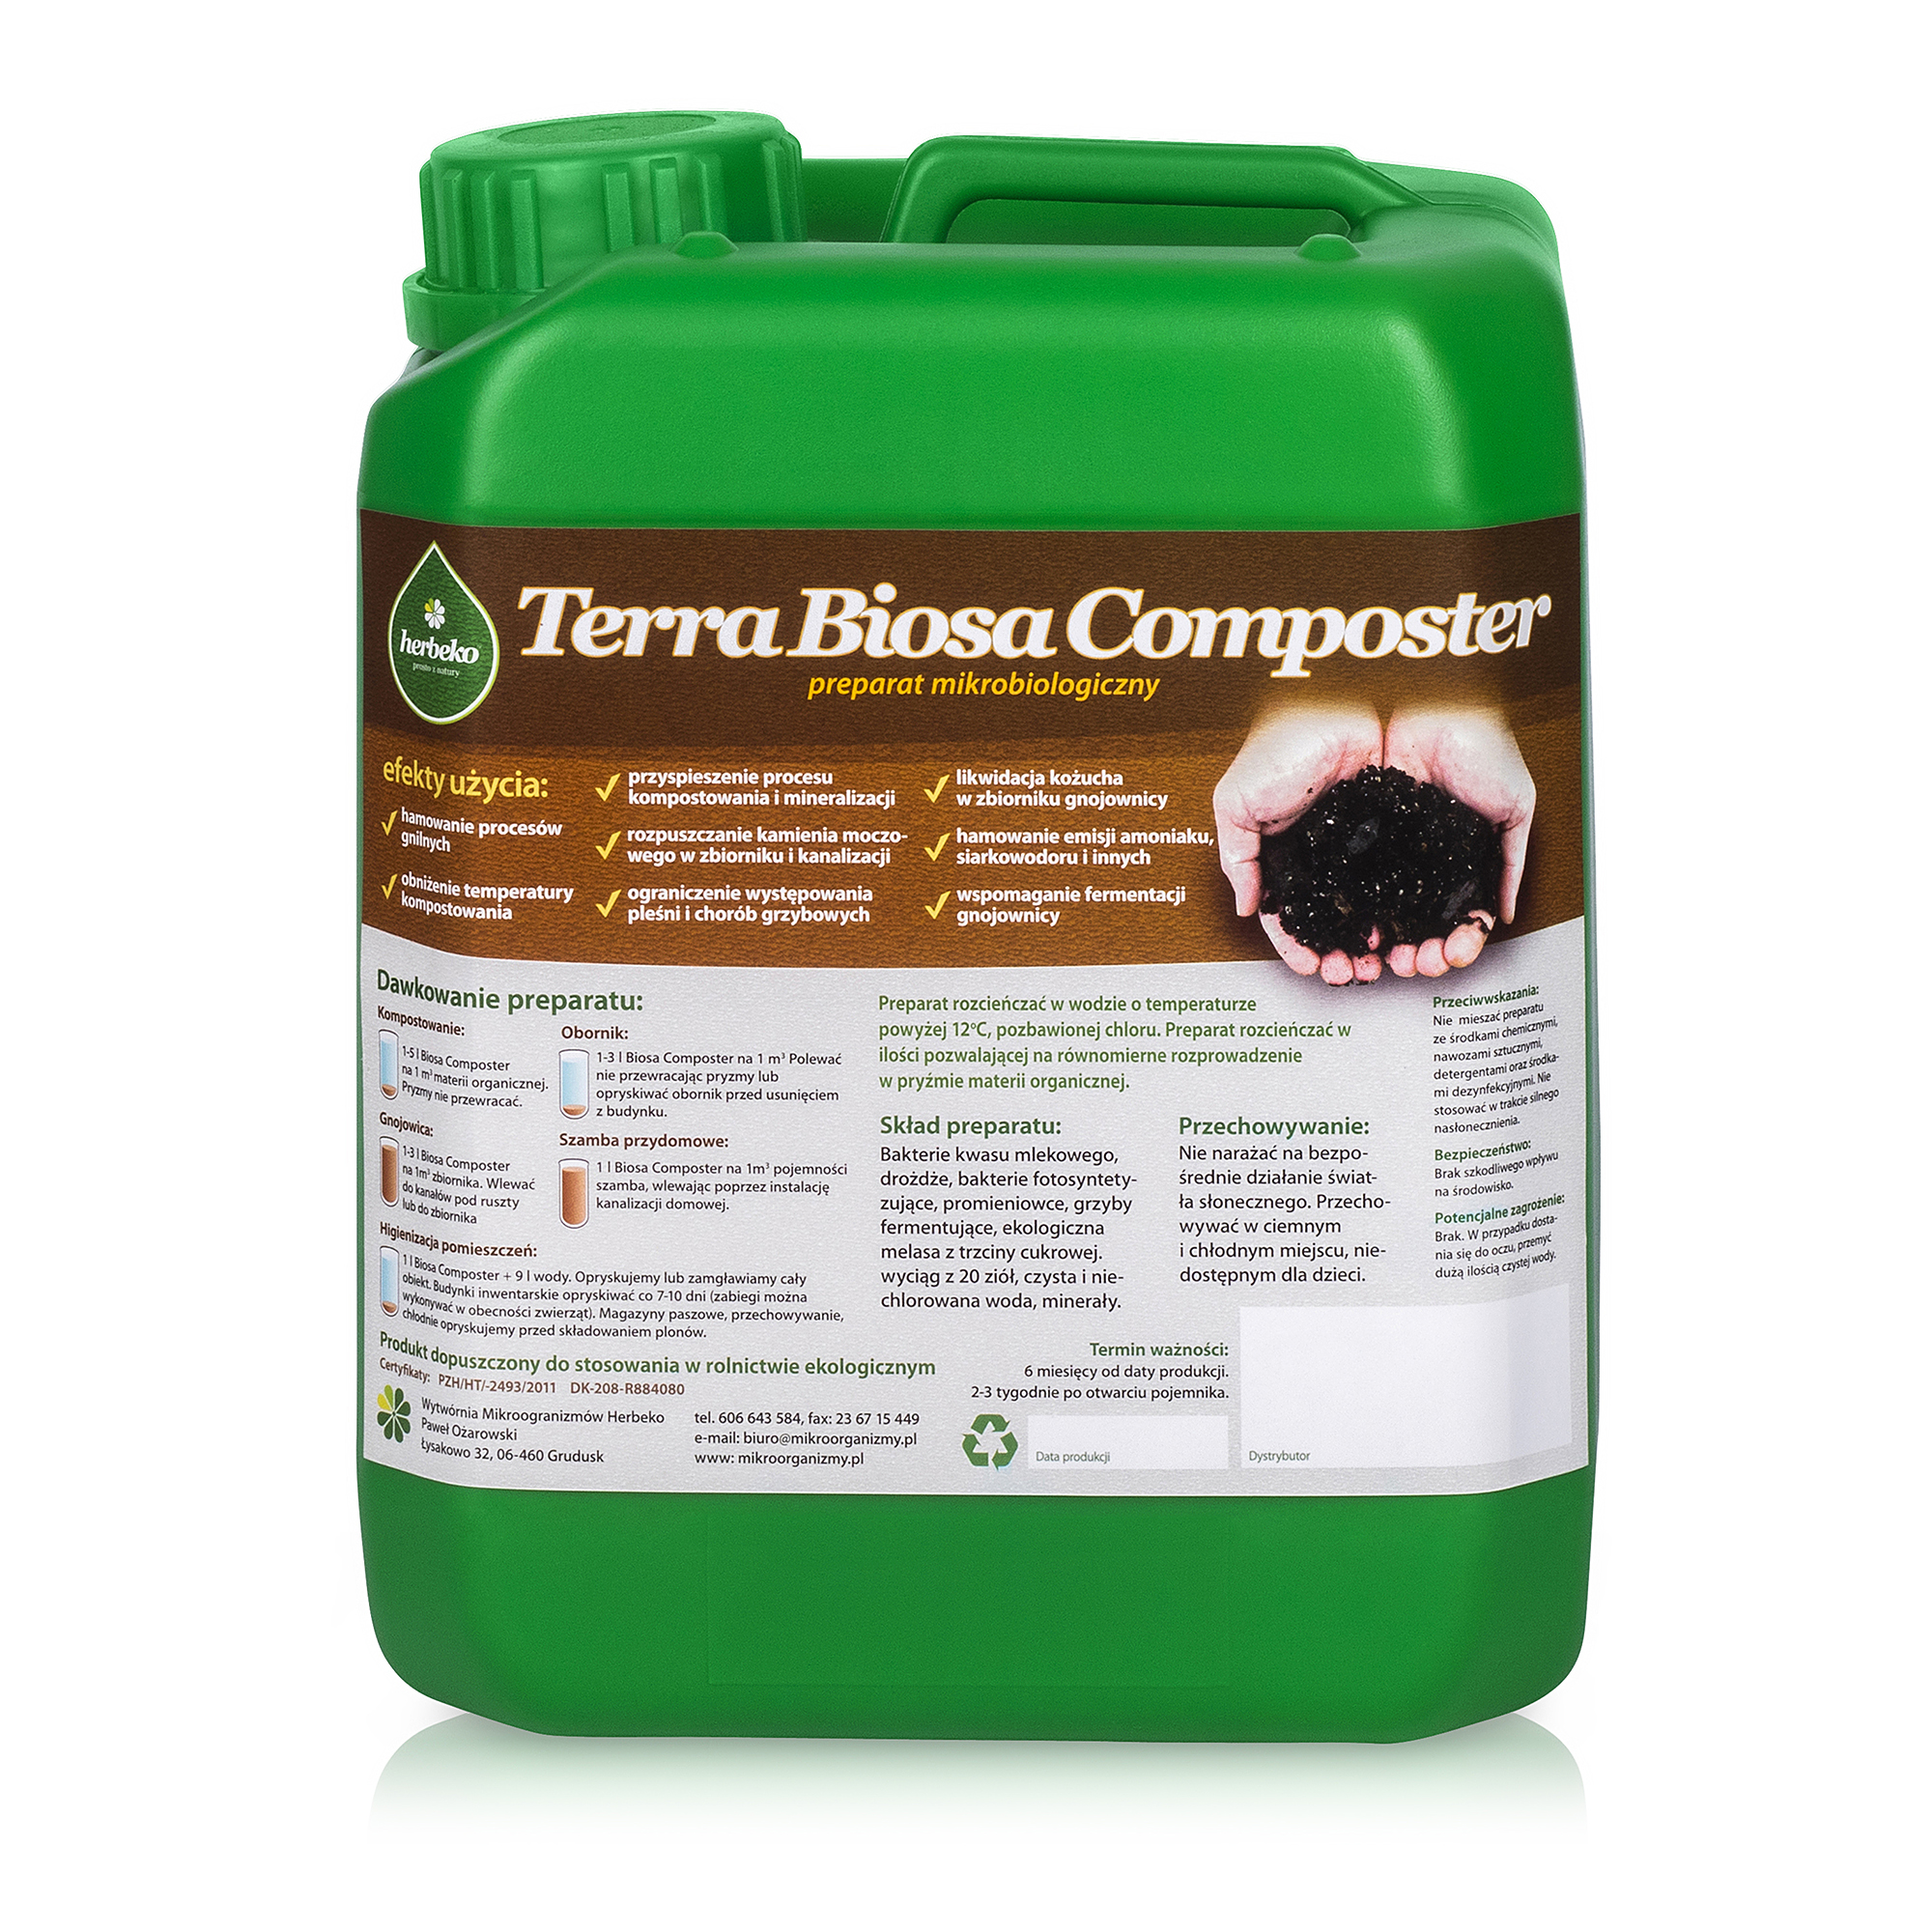 herbeko
prosto z natury
Terra Biosa Composter
preparat mikrobiologiczny
efekty użycia:
hamowanie procesów
gnilnych
obniżenie temperatury
kompostowania
przyspieszenie procesu
kompostowania i mineralizacji
rozpuszczanie kamienia moczo-
wego w zbiorniku i kanalizacji
ograniczenie występowania
pleśni i chorób grzybowych
likwidacja kożucha
w zbiorniku gnojownicy
hamowanie emisji amoniaku,
siarkowodoru i innych
wspomaganie fermentacji
gnojownicy
Dawkowanie preparatu:
Kompostowanie:
1-5 l Biosa Composter
na 1 m³ materii organicznej.
Pryzmy nie przewracać.
Gnojowica:
1-3 l Biosa Composter
na 1m³ zbiornika. Wlewać
do kanałów pod ruszty
lub do zbiornika
Obornik:
1-3 l Biosa Composter na 1 m³ Polewać
nie przewracając pryzmy lub
opryskiwać obornik przed usunięciem
z budynku.
Szamba przydomowe:
1 l Biosa Composter na 1m³ pojemności
szamba, wlewając poprzez instalację
kanalizacji domowej.
Higienizacja pomieszczeń:
1 l Biosa Composter + 9 l wody. Opryskujemy lub zamgławiamy cały
obiekt. Budynki inwentarskie opryskiwać co 7-10 dni (zabiegi można
wykonywać w obecności zwierząt). Magazyny paszowe, przechowywanie,
chłodnie opryskujemy przed składowaniem plonów.
Produkt dopuszczony do stosowania w rolnictwie ekologicznym
Certyfikaty: PZH/HT/-2493/2011 DK-208-R884080
Wytwórnia Mikroogranizmów Herbeko
Paweł Ożarowski
Łysakowo 32, 06-460 Grudusk
tel. 606 643 584, fax: 23 67 15 449
e-mail: biuro@mikroorganizmy.pl
www: mikroorganizmy.pl
Preparat rozcieńczać w wodzie o temperaturze
powyżej 12°C, pozbawionej chloru. Preparat rozcieńczać w
ilości pozwalającej na równomierne rozprowadzenie
w pryźmie materii organicznej.
Skład preparatu:
Bakterie kwasu mlekowego,
drożdże, bakterie fotosyntety-
zujące, promieniowce, grzyby
fermentujące, ekologiczna
melasa z trzciny cukrowej.
wyciąg z 20 ziół, czysta i nie-
chlorowana woda, minerały.
Przechowywanie:
Nie narażać na bezpo-
średnie działanie świat-
ła słonecznego. Przecho-
wywać w ciemnym
i chłodnym miejscu, nie-
dostępnym dla dzieci.
Przeciwwskazania:
Nie mieszać preparatu
ze środkami chemicznymi,
nawozami sztucznymi,
detergentami oraz środka-
mi dezynfekcyjnymi. Nie
stosować w trakcie silnego
nasłonecznienia.
Bezpieczeństwo:
Brak szkodliwego wpływu
na środowisko.
Potencjalne zagrożenie:
Brak. W przypadku dosta-
nia się do oczu, przemyć
dużą ilością czystej wody.
Termin ważności:
6 miesięcy od daty produkcji.
2-3 tygodnie po otwarciu pojemnika.
Data produkcji
Dystrybutor